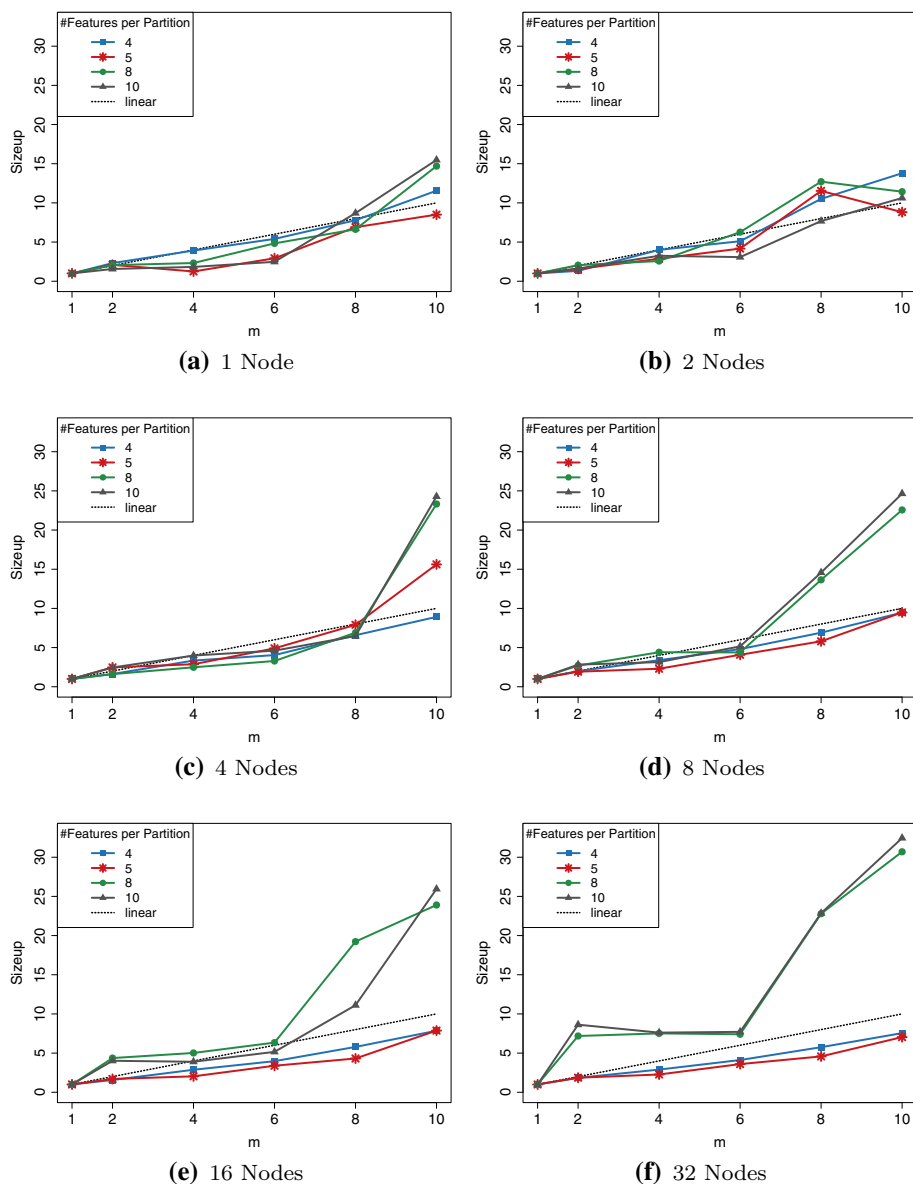 #Features per Partition
4
5
8
10
linear
Sizeup
0 5 10 15 20 25 30
1 2 4 6 8 10
m
(a) 1 Node
#Features per Partition
4
5
8
10
linear
Sizeup
0 5 10 15 20 25 30
1 2 4 6 8 10
m
(b) 2 Nodes
#Features per Partition
4
5
8
10
linear
Sizeup
0 5 10 15 20 25 30
1 2 4 6 8 10
m
(c) 4 Nodes
#Features per Partition
4
5
8
10
linear
Sizeup
0 5 10 15 20 25 30
1 2 4 6 8 10
m
(d) 8 Nodes
#Features per Partition
4
5
8
10
linear
Sizeup
0 5 10 15 20 25 30
1 2 4 6 8 10
m
(e) 16 Nodes
#Features per Partition
4
5
8
10
linear
Sizeup
0 5 10 15 20 25 30
1 2 4 6 8 10
m
(f) 32 Nodes